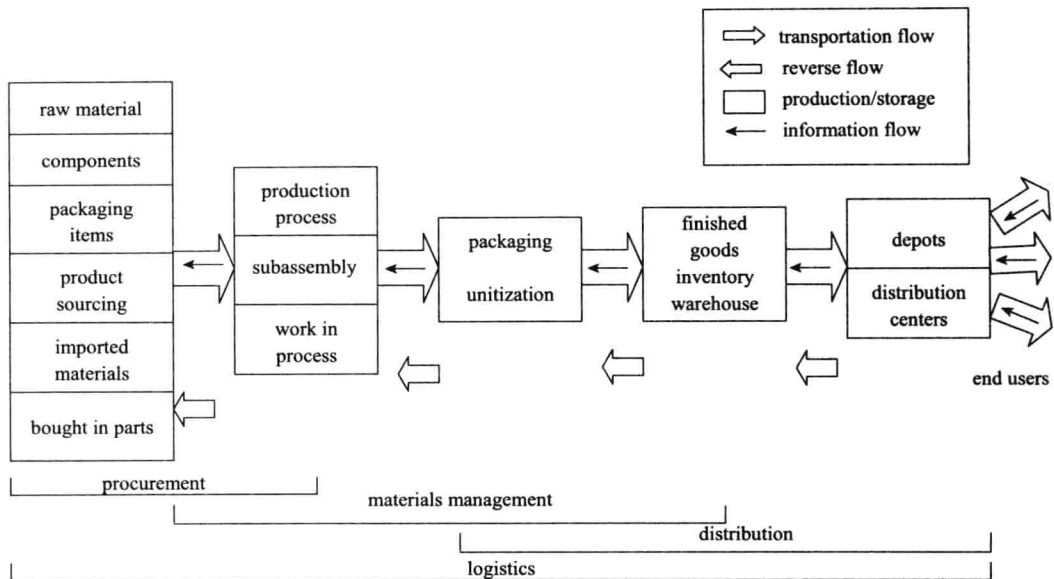 transportation flow
reverse flow
production/storage
information flow
raw material
components
packaging
items
product
sourcing
imported
materials
bought in parts
production
process
subassembly
work in
process
packaging
unitization
finished
goods
inventory
warehouse
depots
distribution
centers
end users
procurement
materials management
distribution
logistics